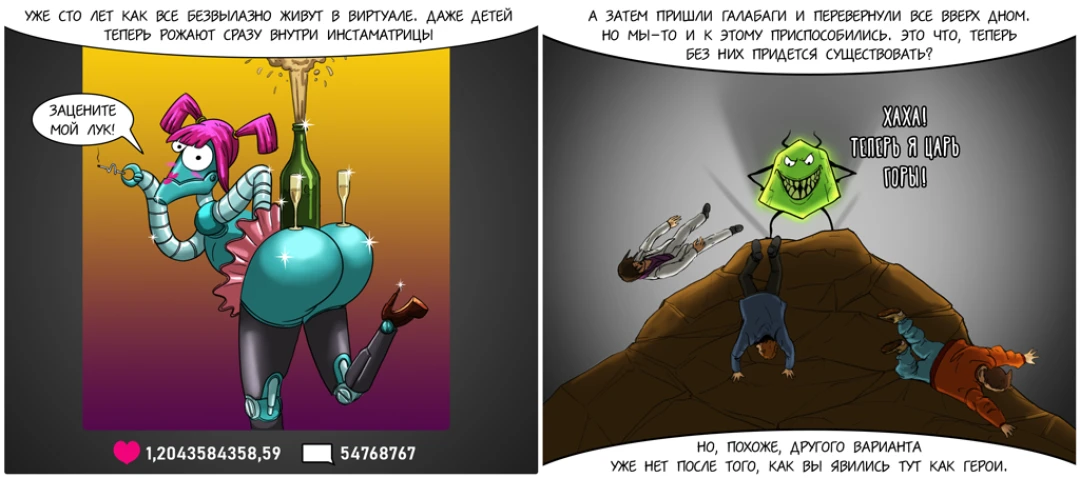 УЖЕ СТО ЛЕТ КАК ВСЕ БЕЗВЫЛАЗНО ЖИВУТ В ВИРТУАЛЕ. ДАЖЕ ДЕТЕЙ
ТЕПЕРЬ РОЖАЮТ СРАЗУ ВНУТРИ ИНСТАМАТРИЦЫ
ЗАЦЕНИТЕ
МОЙ ЛУК!
1,2043584358,59
54768767
А ЗАТЕМ ПРИШЛИ ГАЛАБАГИ И ПЕРЕВЕРНУЛИ ВСЕ ВВЕРХ ДНОМ.
НО МЫ-ТО И К ЭТОМУ ПРИСПОСОБИЛИСЬ. ЭТО ЧТО, ТЕПЕРЬ
БЕЗ НИХ ПРИДЕТСЯ СУЩЕСТВОВАТЬ?
ХАХА!
ТЕПЕРЬ Я ЦАРЬ
ГОРЫ!
НО, ПОХОЖЕ, ДРУГОГО ВАРИАНТА
УЖЕ НЕТ ПОСЛЕ ТОГО, КАК ВЫ ЯВИЛИСЬ ТУТ КАК ГЕРОИ.